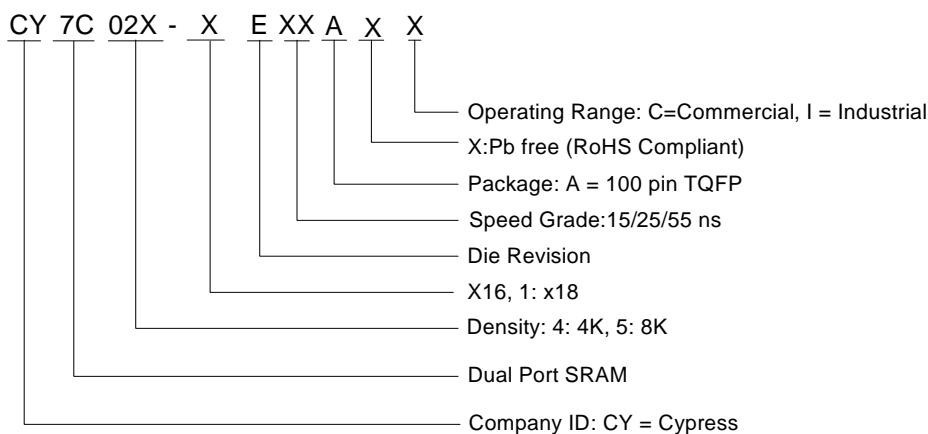 CY 7C 02X - X E XX A X X
Operating Range: C=Commercial, I = Industrial
X:Pb free (RoHS Compliant)
Package: A = 100 pin TQFP
Speed Grade:15/25/55 ns
Die Revision
X16, 1: x18
Density: 4: 4K, 5: 8K
Dual Port SRAM
Company ID: CY = Cypress